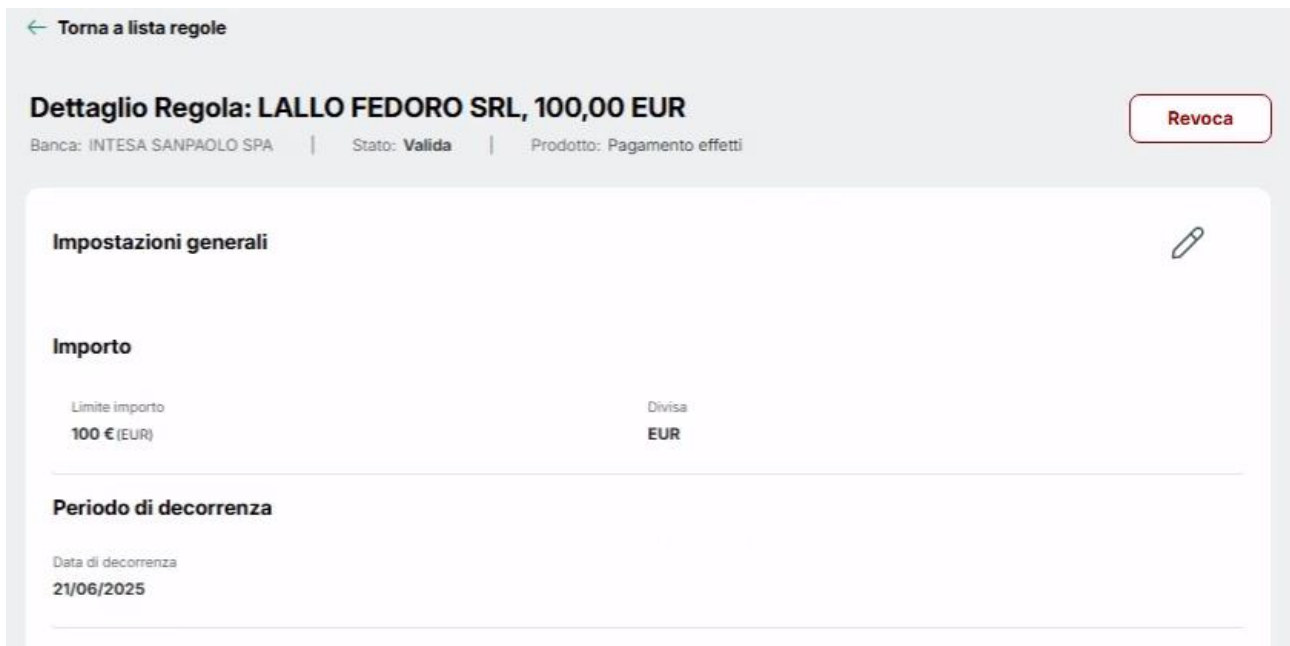 ← Torna a lista regole
Dettaglio Regola: LALLO FEDORO SRL, 100,00 EUR
Revoca
Banca: INTESA SANPAOLO SPA | Stato: Valida | Prodotto: Pagamento effetti
Impostazioni generali
Importo
Limite importo Divisa
100 € (EUR) EUR
Periodo di decorrenza
Data di decorrenza
21/06/2025